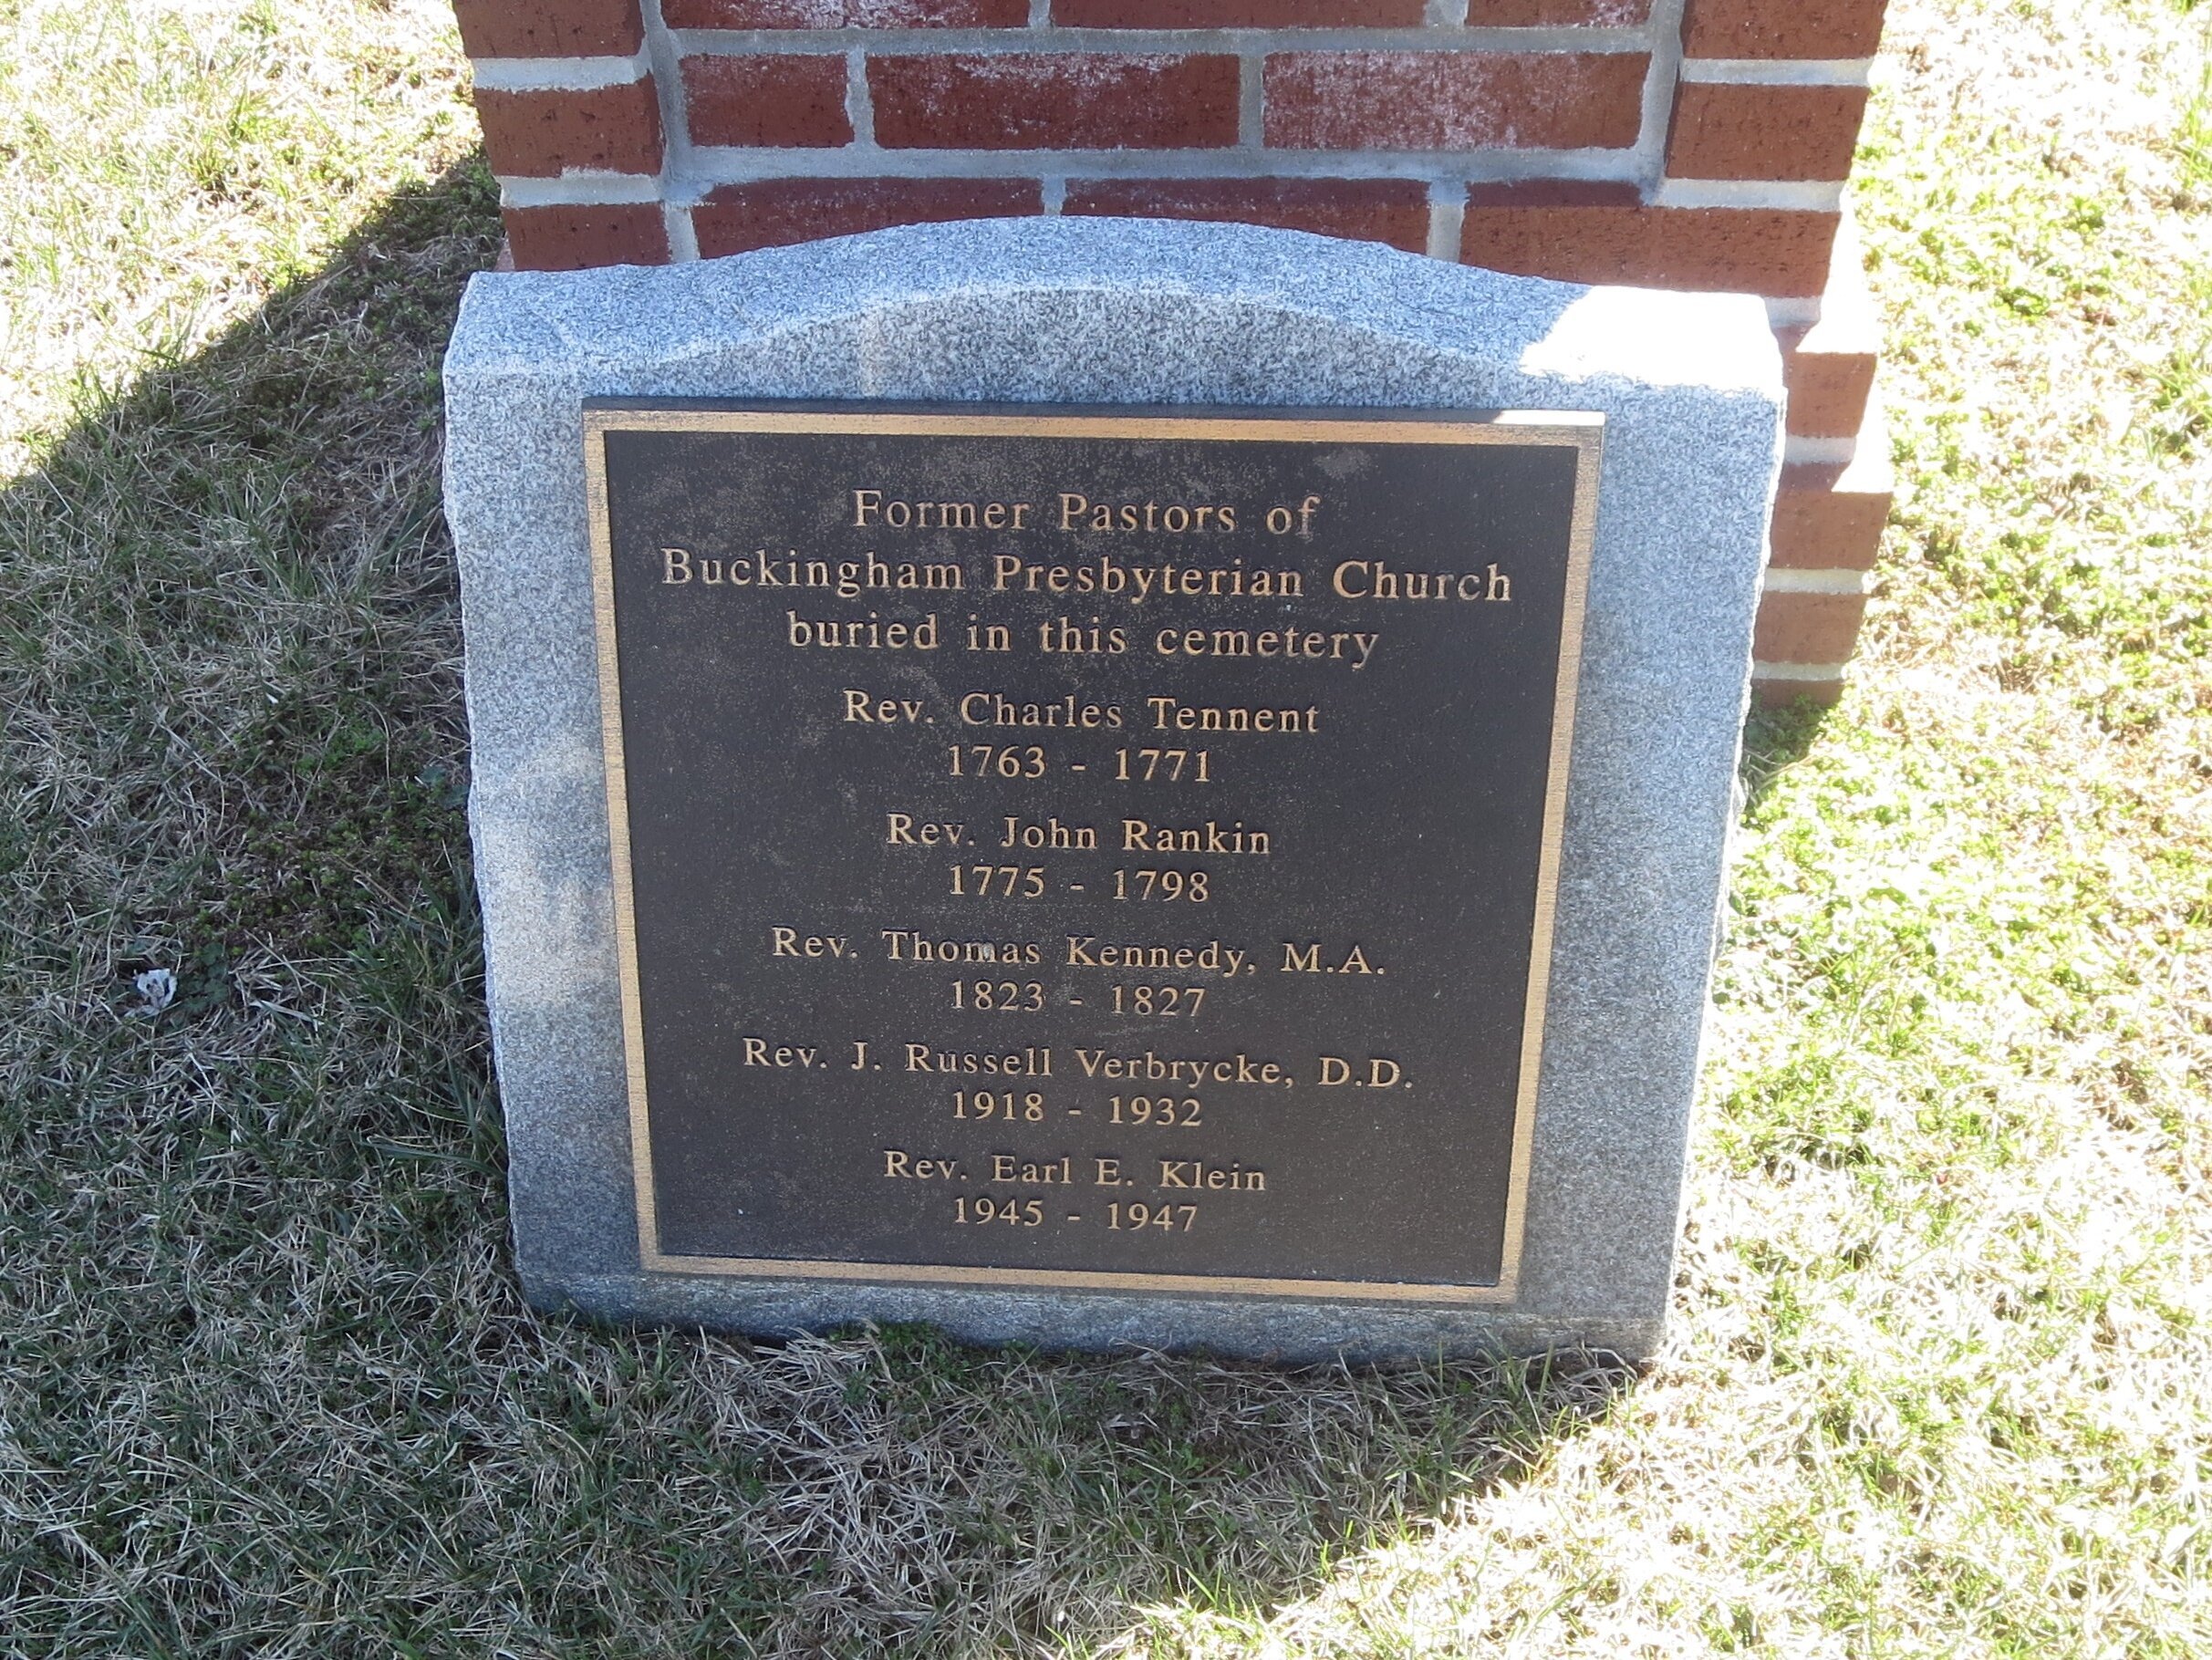 Former Pastors of
Buckingham Presbyterian Church
buried in this cemetery
Rev. Charles Tennent
1763 - 1771
Rev. John Rankin
1775 - 1798
Rev. Thomas Kennedy, M.A.
1823 - 1827
Rev. J. Russell Verbrycke, D.D.
1918 - 1932
Rev. Earl E. Klein
1945 - 1947